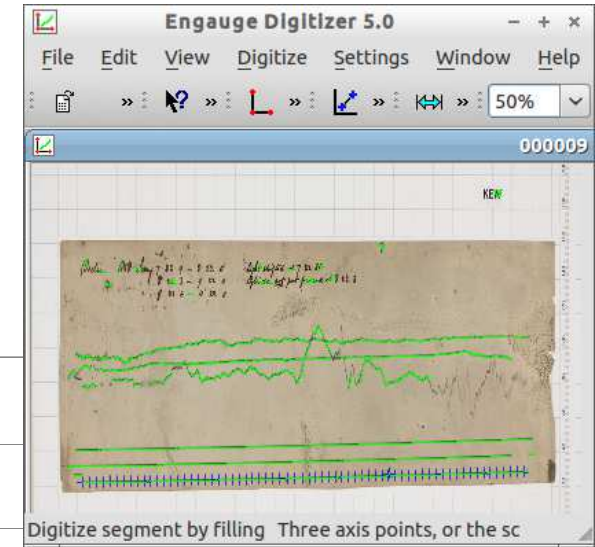 Engauge Digitizer 5.0
File Edit View Digitize Settings Window Help
» » » » » 50%
000009
KEW
Digitize segment by filling Three axis points, or the sc